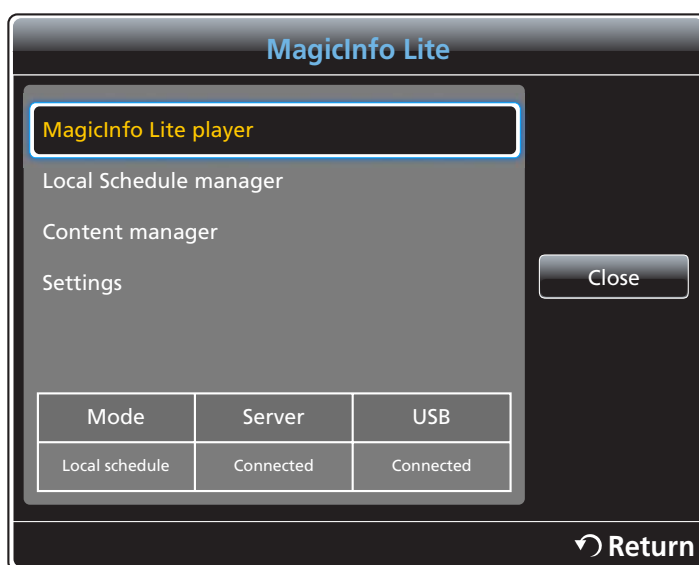 MagicInfo Lite
MagicInfo Lite player
Local Schedule manager
Content manager
Settings
Close
Mode Server USB
Local schedule Connected Connected
Return